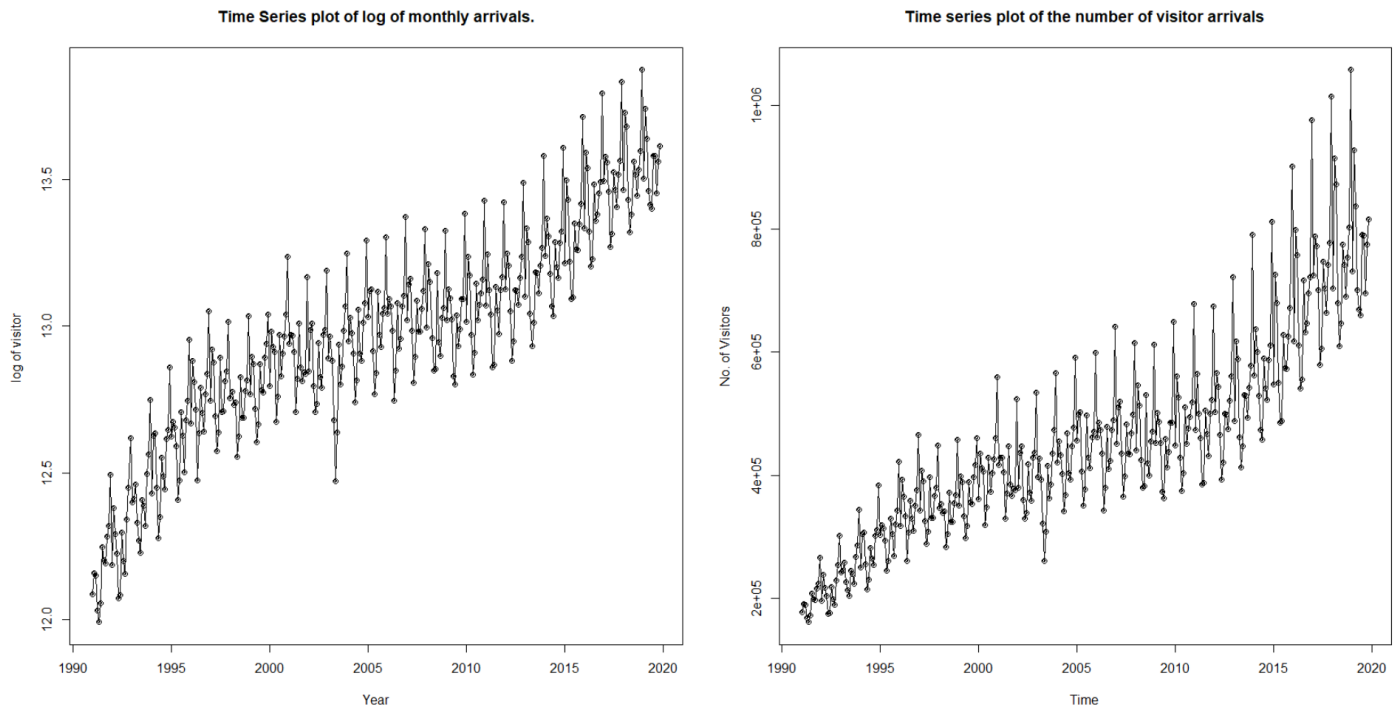 Time Series plot of log of monthly arrivals.
log of visitor
13.5
13.0
12.5
12.0
1990 1995 2000 2005 2010 2015 2020
Year
Time series plot of the number of visitor arrivals
No. of Visitors
1e+06
8e+05
6e+05
4e+05
2e+05
1990 1995 2000 2005 2010 2015 2020
Time